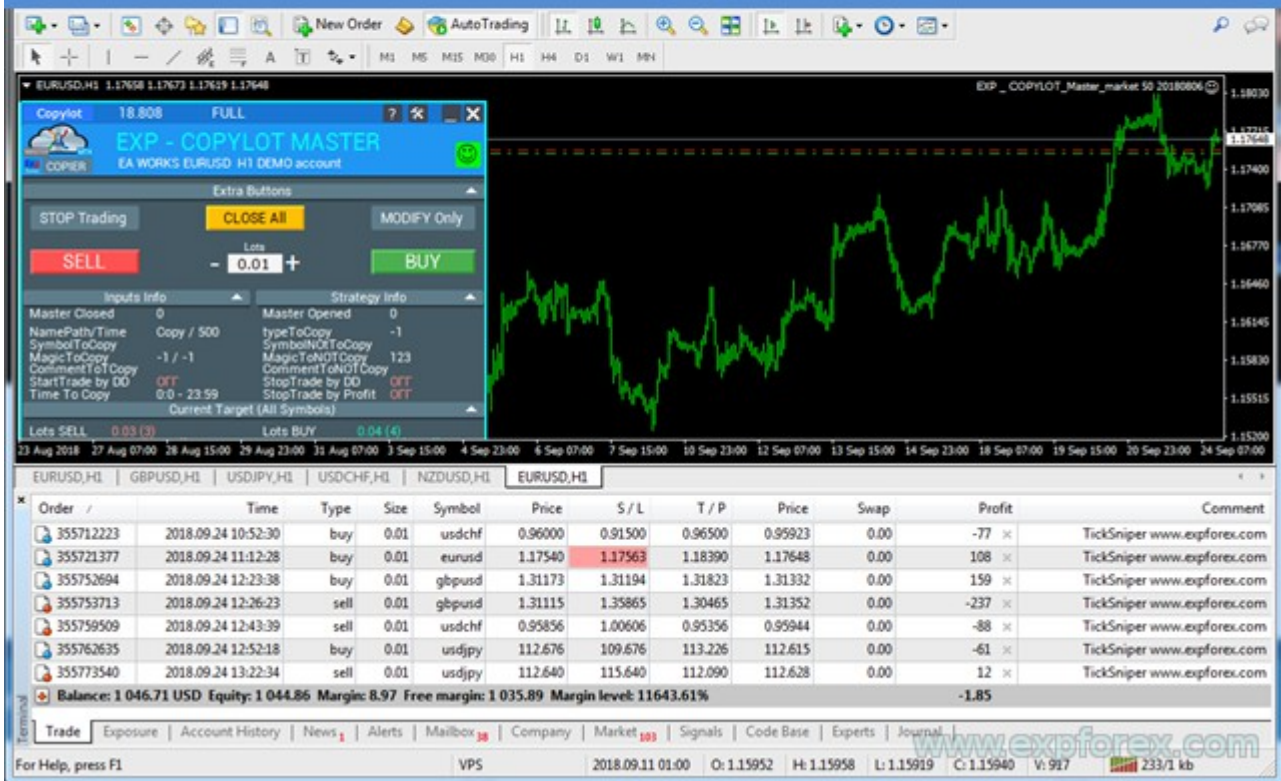 New Order AutoTrading
A T M1 M5 M15 M30 H1 H4 D1 W1 MN
EURUSD,H1 1.17658 1.17673 1.17619 1.17648 EXP _ COPYLOT_Master_market 50 20180806
1.18030
Copylot 18.808 FULL ? X
EXP - COPYLOT MASTER
COPIER EA WORKS EURUSD H1 DEMO account
1.17715
1.17648
1.17400
Extra Buttons
STOP Trading CLOSE All MODIFY Only
1.17085
Lots
SELL - 0.01 + BUY
1.16770
Inputs Info Strategy Info
1.16460
Master Closed 0 Master Opened 0
NamePath/Time Copy / 500 typeToCopy -1
1.16145
SymbolToCopy SymbolNOtToCopy
MagicToCopy -1 / -1 MagicToNOTCopy 123
1.15830
CommentToTCopy CommentToNOTCopy
StartTrade by DD OFF StopTrade by DD OFF
Time To Copy 0:0 - 23:59 StopTrade by Profit OFF
1.15515
Current Target (All Symbols)
Lots SELL 0.03 (3) Lots BUY 0.04 (4)
1.15200
23 Aug 2018 27 Aug 07:00 28 Aug 15:00 29 Aug 23:00 31 Aug 07:00 3 Sep 15:00 4 Sep 23:00 6 Sep 07:00 7 Sep 15:00 10 Sep 23:00 12 Sep 07:00 13 Sep 15:00 14 Sep 23:00 18 Sep 07:00 19 Sep 15:00 20 Sep 23:00 24 Sep 07:00
EURUSD,H1 GBPUSD,H1 USDJPY,H1 USDCHF,H1 NZDUSD,H1 EURUSD,H1
Order / Time Type Size Symbol Price S / L T / P Price Swap Profit Comment
355712223 2018.09.24 10:52:30 buy 0.01 usdchf 0.96000 0.91500 0.96500 0.95923 0.00 -77 TickSniper www.expforex.com
355721377 2018.09.24 11:12:28 buy 0.01 eurusd 1.17540 1.17563 1.18390 1.17648 0.00 108 TickSniper www.expforex.com
355752694 2018.09.24 12:23:38 buy 0.01 gbpusd 1.31173 1.31194 1.31823 1.31332 0.00 159 TickSniper www.expforex.com
355753713 2018.09.24 12:26:23 sell 0.01 gbpusd 1.31115 1.35865 1.30465 1.31352 0.00 -237 TickSniper www.expforex.com
355759509 2018.09.24 12:43:39 sell 0.01 usdchf 0.95856 1.00606 0.95356 0.95944 0.00 -88 TickSniper www.expforex.com
355762635 2018.09.24 12:52:18 buy 0.01 usdjpy 112.676 109.676 113.226 112.615 0.00 -61 TickSniper www.expforex.com
355773540 2018.09.24 13:22:34 sell 0.01 usdjpy 112.640 115.640 112.090 112.628 0.00 12 TickSniper www.expforex.com
Balance: 1 046.71 USD Equity: 1 044.86 Margin: 8.97 Free margin: 1 035.89 Margin level: 11643.61% -1.85
Terminal
Trade Exposure Account History News 1 Alerts Mailbox 38 Company Market 103 Signals Code Base Experts Journal
www.expforex.com
For Help, press F1 VPS 2018.09.11 01:00 O: 1.15952 H: 1.15958 L: 1.15919 C: 1.15940 V: 917 233/1 kb